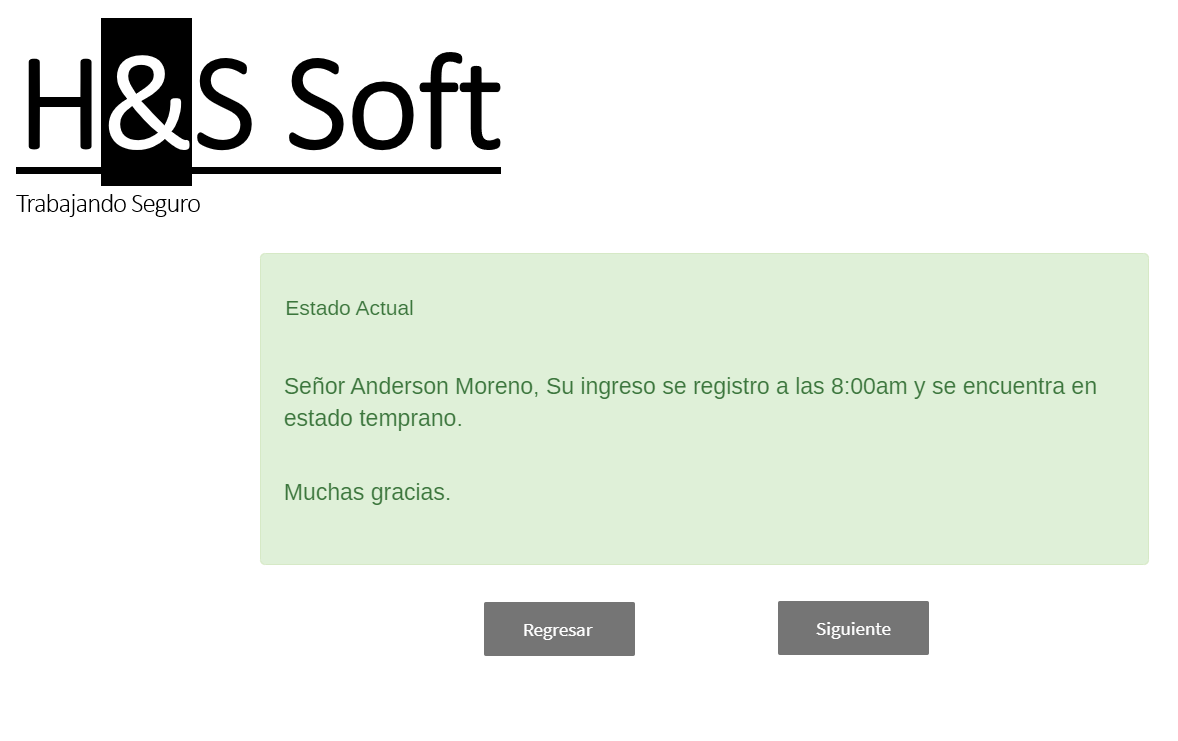 H&S Soft
Trabajando Seguro
Estado Actual
Señor Anderson Moreno, Su ingreso se registro a las 8:00am y se encuentra en
estado temprano.
Muchas gracias.
Regresar
Siguiente